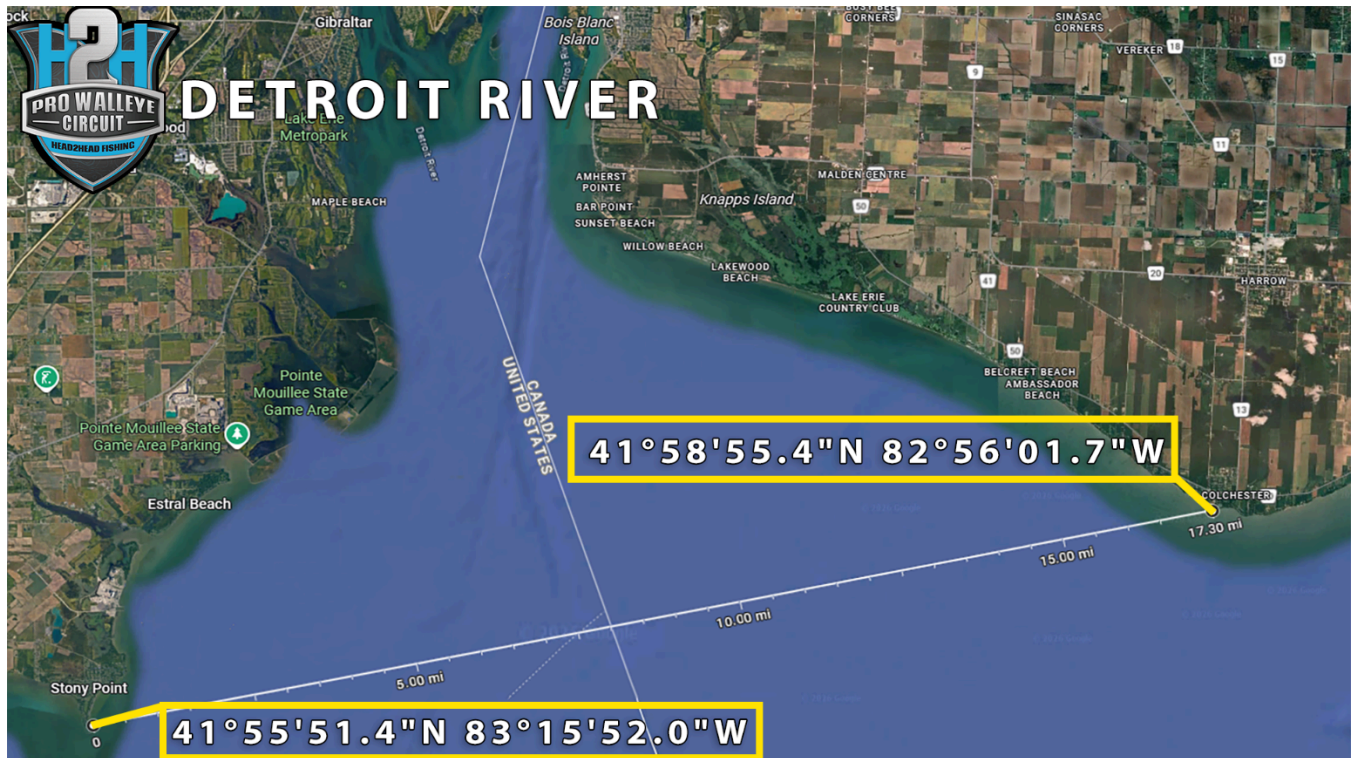 ock
Gibraltar
Bois Blanc
Island
BUSY BEE
CORNERS
SINASAC
CORNERS
VEREKER
18
15
9
H2H
PRO WALLEYE
CIRCUIT
HEAD2HEAD FISHING
DETROIT RIVER
ood
Lake Erie
Metropark
Detroit River
11
MAPLE BEACH
AMHERST
POINTE
BAR POINT
SUNSET BEACH
WILLOW BEACH
Knapps Island
MALDEN CENTRE
50
LAKEWOOD
BEACH
LAKE ERIE
COUNTRY CLUB
41
20
HARROW
50
BELCREFT BEACH
AMBASSADOR
BEACH
13
Pointe
Mouillee State
Game Area
Pointe Mouillee State
Game Area Parking
CANADA
UNITED STATES
41°58'55.4"N 82°56'01.7"W
Estral Beach
COLCHESTER
17.30 mi
15.00 mi
10.00 mi
5.00 mi
Stony Point
0
41°55'51.4"N 83°15'52.0"W